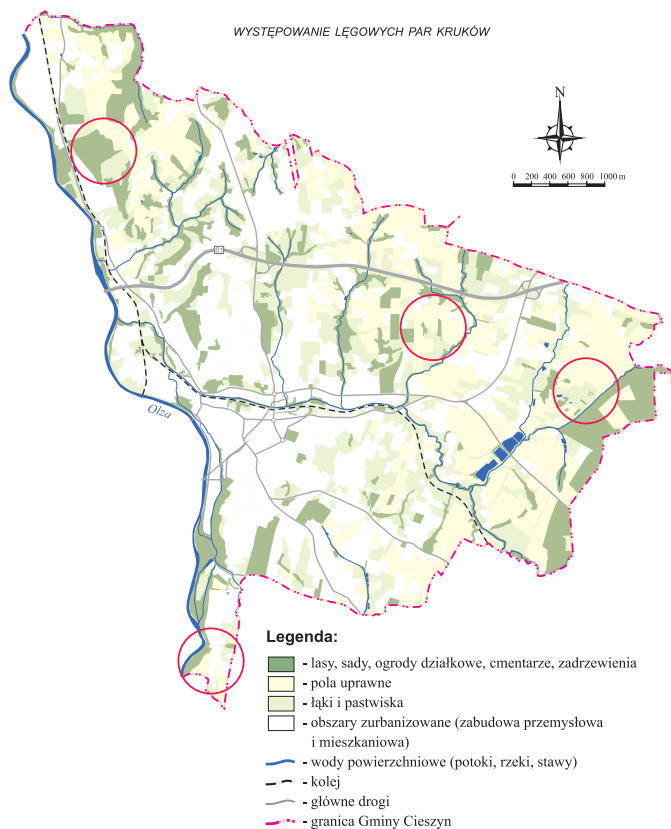 WYSTĘPOWANIE LĘGOWYCH PAR KRUKÓW
N
0 200 400 600 800 1000 m
S1
Olza
Legenda:
- lasy, sady, ogrody działkowe, cmentarze, zadrzewienia
- pola uprawne
- łąki i pastwiska
- obszary zurbanizowane (zabudowa przemysłowa
i mieszkaniowa)
- wody powierzchniowe (potoki, rzeki, stawy)
- kolej
- główne drogi
- granica Gminy Cieszyn